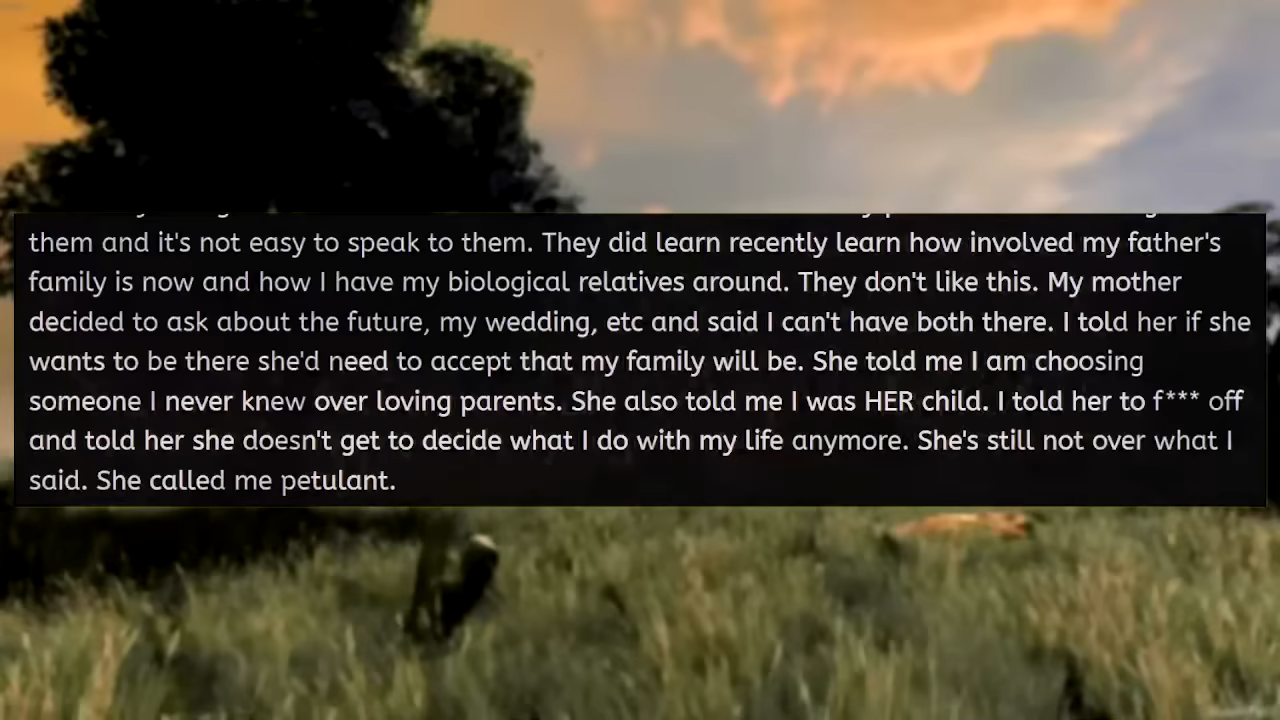 them and it's not easy to speak to them. They did learn recently learn how involved my father's
family is now and how I have my biological relatives around. They don't like this. My mother
decided to ask about the future, my wedding, etc and said I can't have both there. I told her if she
wants to be there she'd need to accept that my family will be. She told me I am choosing
someone I never knew over loving parents. She also told me I was HER child. I told her to f*** off
and told her she doesn't get to decide what I do with my life anymore. She's still not over what I
said. She called me petulant.